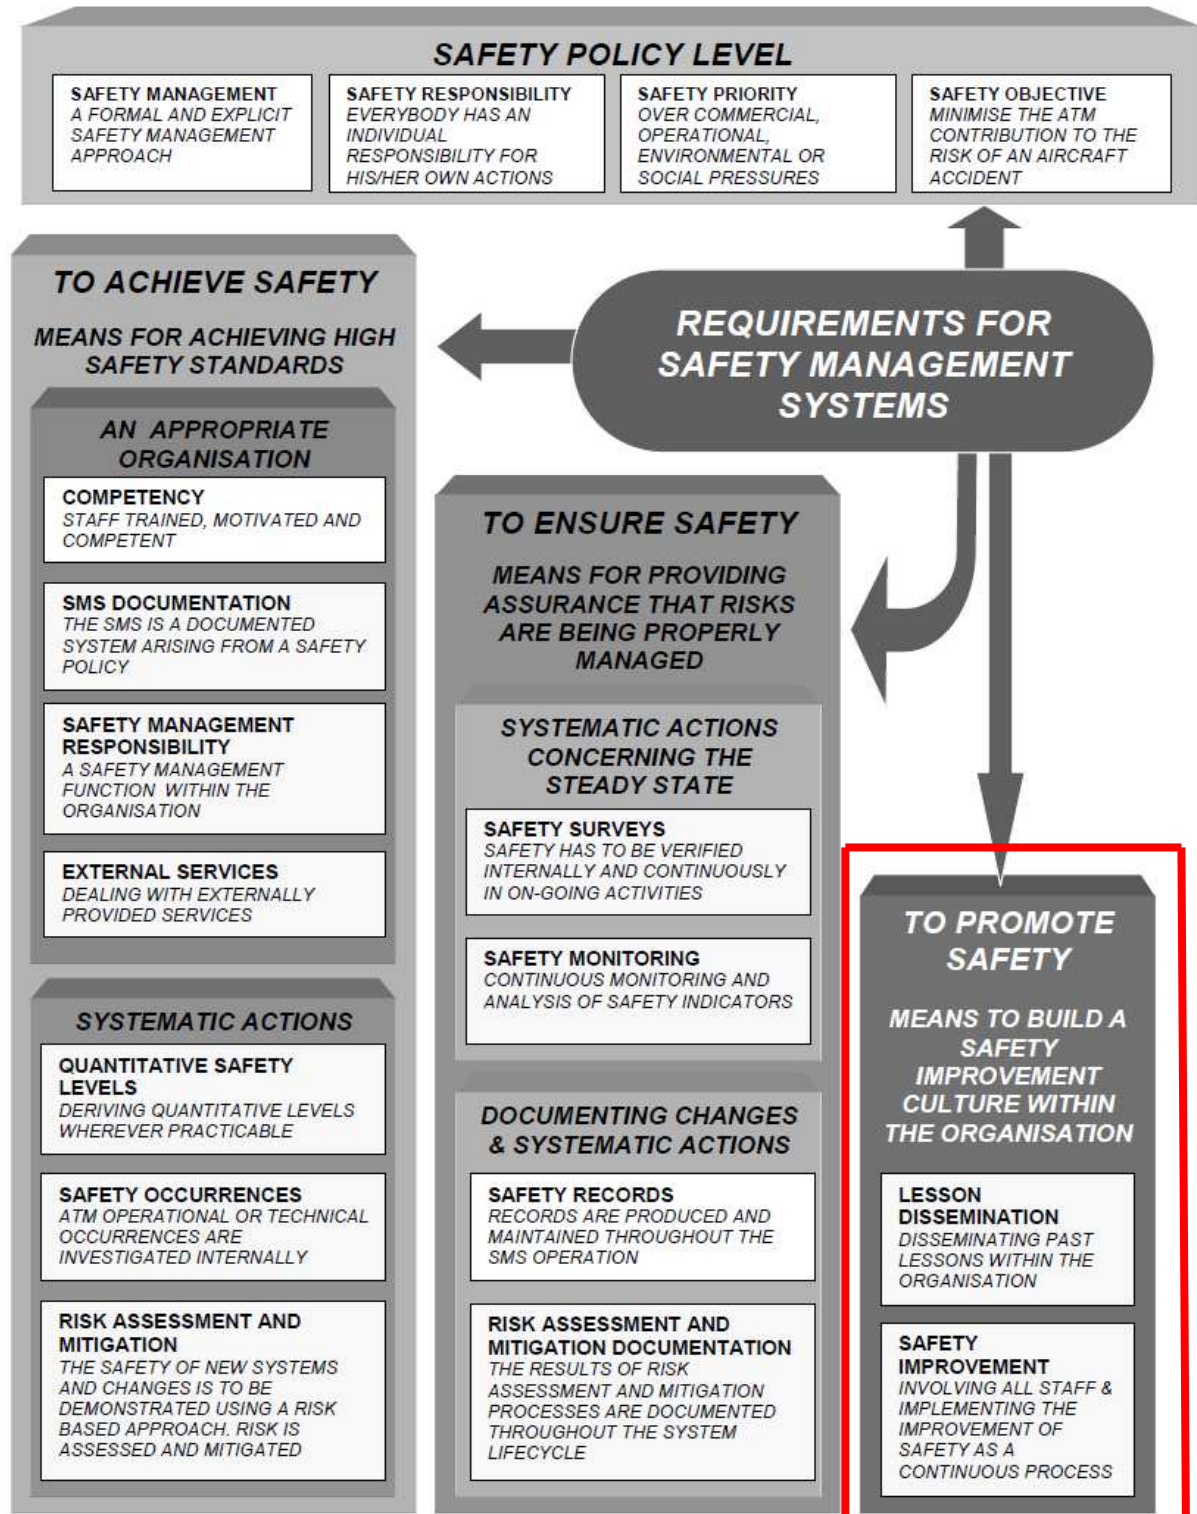 SAFETY POLICY LEVEL
SAFETY MANAGEMENT
A FORMAL AND EXPLICIT
SAFETY MANAGEMENT
APPROACH
SAFETY RESPONSIBILITY
EVERYBODY HAS AN
INDIVIDUAL
RESPONSIBILITY FOR
HIS/HER OWN ACTIONS
SAFETY PRIORITY
OVER COMMERCIAL,
OPERATIONAL,
ENVIRONMENTAL OR
SOCIAL PRESSURES
SAFETY OBJECTIVE
MINIMISE THE ATM
CONTRIBUTION TO THE
RISK OF AN AIRCRAFT
ACCIDENT
REQUIREMENTS FOR
SAFETY MANAGEMENT
SYSTEMS
TO ACHIEVE SAFETY
MEANS FOR ACHIEVING HIGH
SAFETY STANDARDS
AN APPROPRIATE
ORGANISATION
COMPETENCY
STAFF TRAINED, MOTIVATED AND
COMPETENT
SMS DOCUMENTATION
THE SMS IS A DOCUMENTED
SYSTEM ARISING FROM A SAFETY
POLICY
SAFETY MANAGEMENT
RESPONSIBILITY
A SAFETY MANAGEMENT
FUNCTION WITHIN THE
ORGANISATION
EXTERNAL SERVICES
DEALING WITH EXTERNALLY
PROVIDED SERVICES
SYSTEMATIC ACTIONS
QUANTITATIVE SAFETY
LEVELS
DERIVING QUANTITATIVE LEVELS
WHEREVER PRACTICABLE
SAFETY OCCURRENCES
ATM OPERATIONAL OR TECHNICAL
OCCURRENCES ARE
INVESTIGATED INTERNALLY
RISK ASSESSMENT AND
MITIGATION
THE SAFETY OF NEW SYSTEMS
AND CHANGES IS TO BE
DEMONSTRATED USING A RISK
BASED APPROACH. RISK IS
ASSESSED AND MITIGATED
TO ENSURE SAFETY
MEANS FOR PROVIDING
ASSURANCE THAT RISKS
ARE BEING PROPERLY
MANAGED
SYSTEMATIC ACTIONS
CONCERNING THE
STEADY STATE
SAFETY SURVEYS
SAFETY HAS TO BE VERIFIED
INTERNALLY AND CONTINUOUSLY
IN ON-GOING ACTIVITIES
SAFETY MONITORING
CONTINUOUS MONITORING AND
ANALYSIS OF SAFETY INDICATORS
DOCUMENTING CHANGES
& SYSTEMATIC ACTIONS
SAFETY RECORDS
RECORDS ARE PRODUCED AND
MAINTAINED THROUGHOUT THE
SMS OPERATION
RISK ASSESSMENT AND
MITIGATION DOCUMENTATION
THE RESULTS OF RISK
ASSESSMENT AND MITIGATION
PROCESSES ARE DOCUMENTED
THROUGHOUT THE SYSTEM
LIFECYCLE
TO PROMOTE
SAFETY
MEANS TO BUILD A
SAFETY
IMPROVEMENT
CULTURE WITHIN
THE ORGANISATION
LESSON
DISSEMINATION
DISSEMINATING PAST
LESSONS WITHIN THE
ORGANISATION
SAFETY
IMPROVEMENT
INVOLVING ALL STAFF &
IMPLEMENTING THE
IMPROVEMENT OF
SAFETY AS A
CONTINUOUS PROCESS